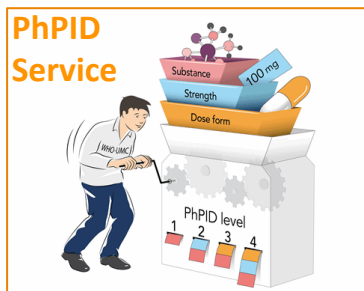 PhPID
Service
Substance
100 mg
Strength
Dose form
WHO-UMC
PhPID level
1 2 3 4